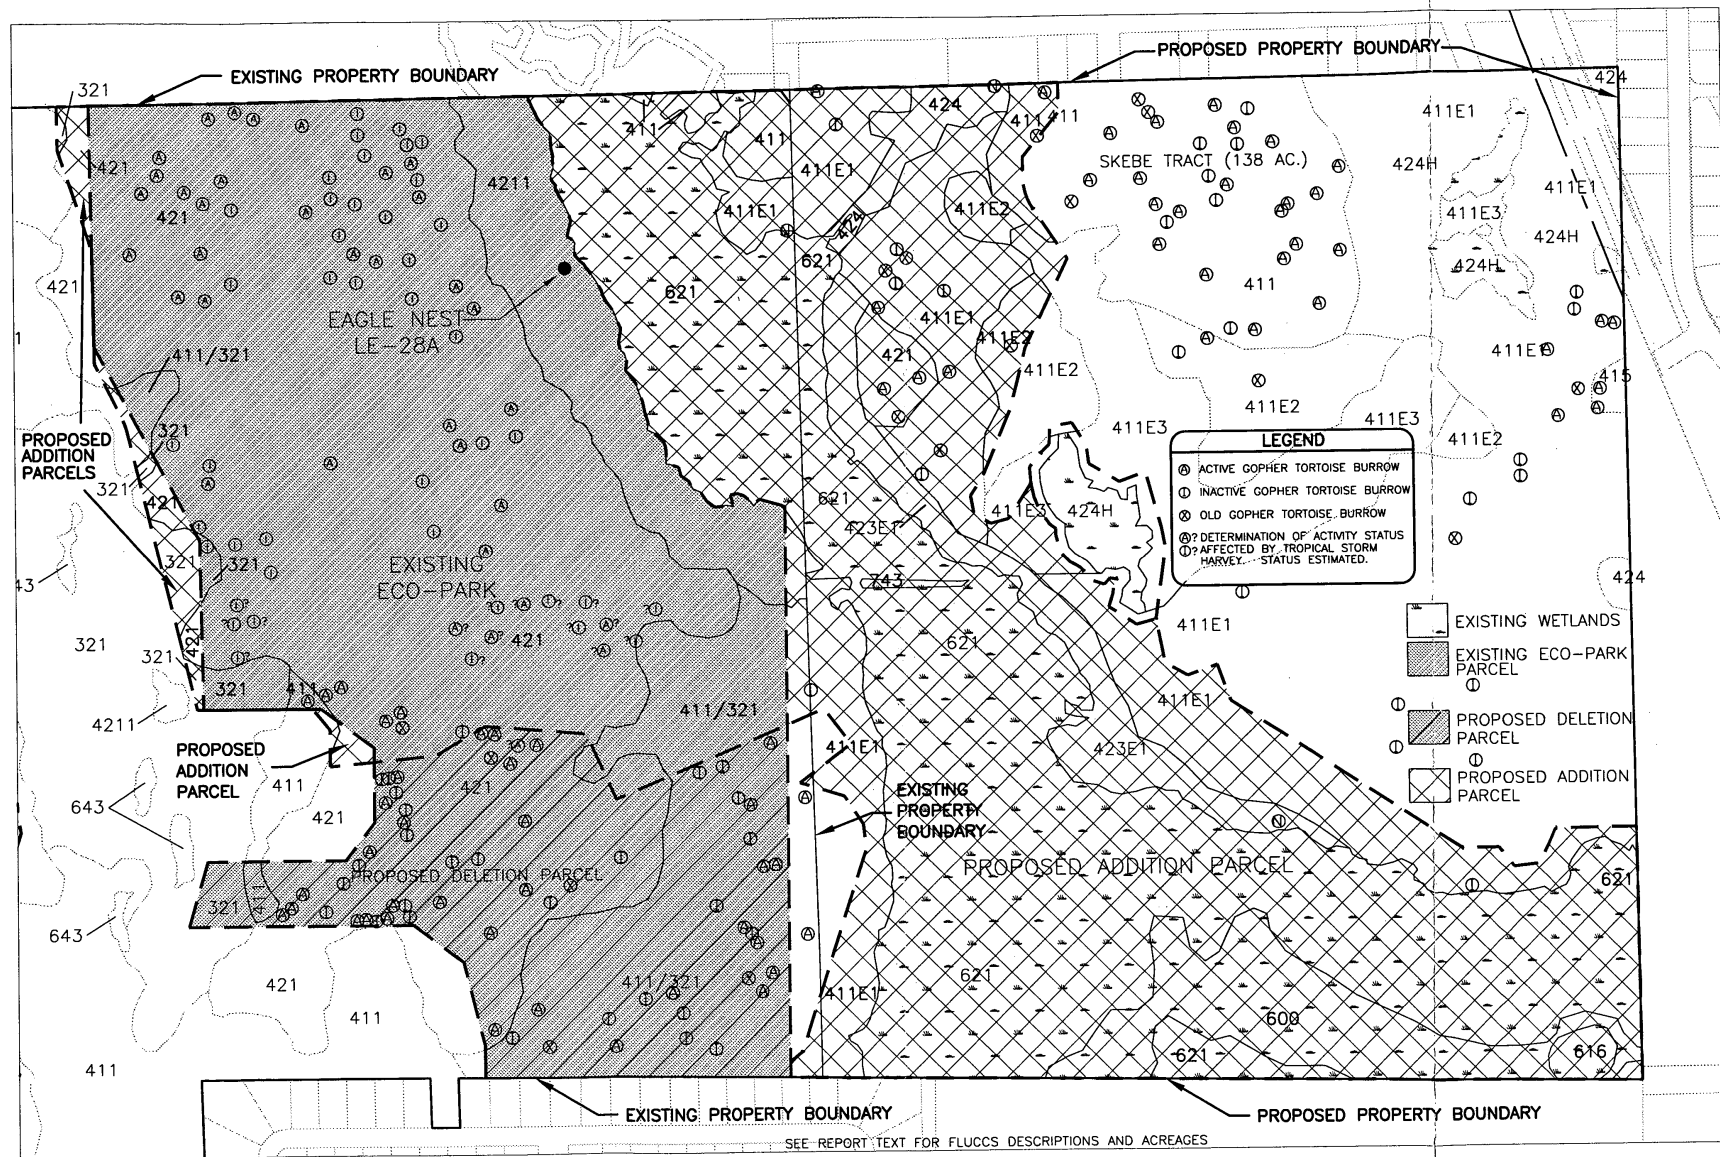 EXISTING PROPERTY BOUNDARY
PROPOSED PROPERTY BOUNDARY
321
424
424
411
411
411
411
411E1
411E1
421
421
4211
SKEBE TRACT (138 AC.)
424H
411E1
411E1
411E2
424
411E3
424H
621
424H
421
621
411
EAGLE NEST
LE-28A
411E1
411E2
411E1
411/321
421
411E2
415
411E2
321
411E3
411E3
411E2
PROPOSED
ADDITION
PARCELS
LEGEND
A ACTIVE GOPHER TORTOISE BURROW
I INACTIVE GOPHER TORTOISE BURROW
X OLD GOPHER TORTOISE BURROW
A? DETERMINATION OF ACTIVITY STATUS
I? AFFECTED BY TROPICAL STORM
HARVEY. STATUS ESTIMATED.
321
421
621
411E3
424H
423E1
321
321
EXISTING
ECO-PARK
743
424
421
421
621
411E1
EXISTING WETLANDS
EXISTING ECO-PARK
PARCEL
321
321
321
411
411E1
4211
411/321
PROPOSED DELETION
PARCEL
PROPOSED
ADDITION
PARCEL
411E1
423E1
PROPOSED ADDITION
PARCEL
411
421
643
421
EXISTING
PROPERTY
BOUNDARY
PROPOSED DELETION PARCEL
PROPOSED ADDITION PARCEL
621
321
411
643
421
411/321
411E1
621
411
600
621
616
411
EXISTING PROPERTY BOUNDARY
PROPOSED PROPERTY BOUNDARY
SEE REPORT TEXT FOR FLUCCS DESCRIPTIONS AND ACREAGES